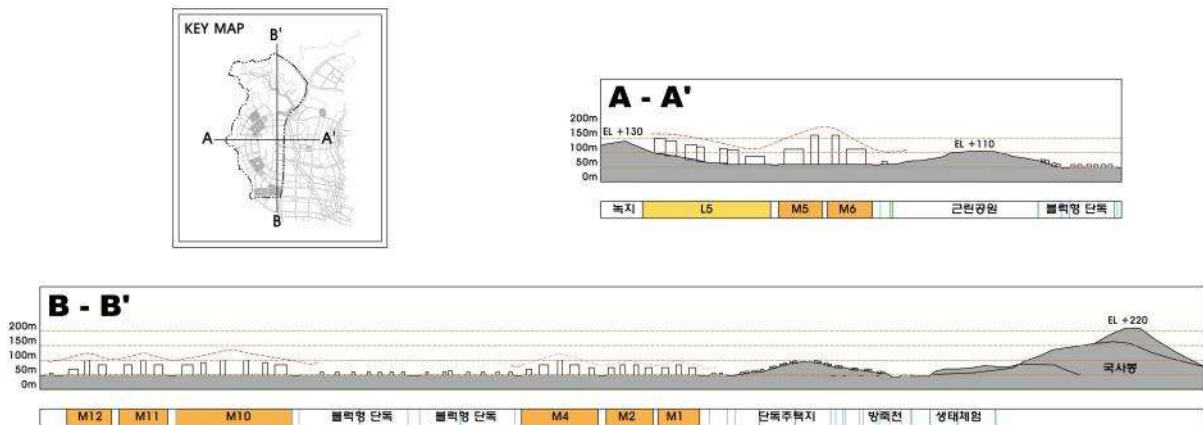 KEY MAP
B'
A
A'
B
A - A'
200m
150m
100m
50m
0m
EL +130
EL +110
녹지
L5
M5
M6
근린공원
블럭형 단독
B - B'
200m
150m
100m
50m
0m
EL +220
국사봉
M12
M11
M10
블럭형 단독
블럭형 단독
M4
M2
M1
단독주택지
방죽천
생태체험